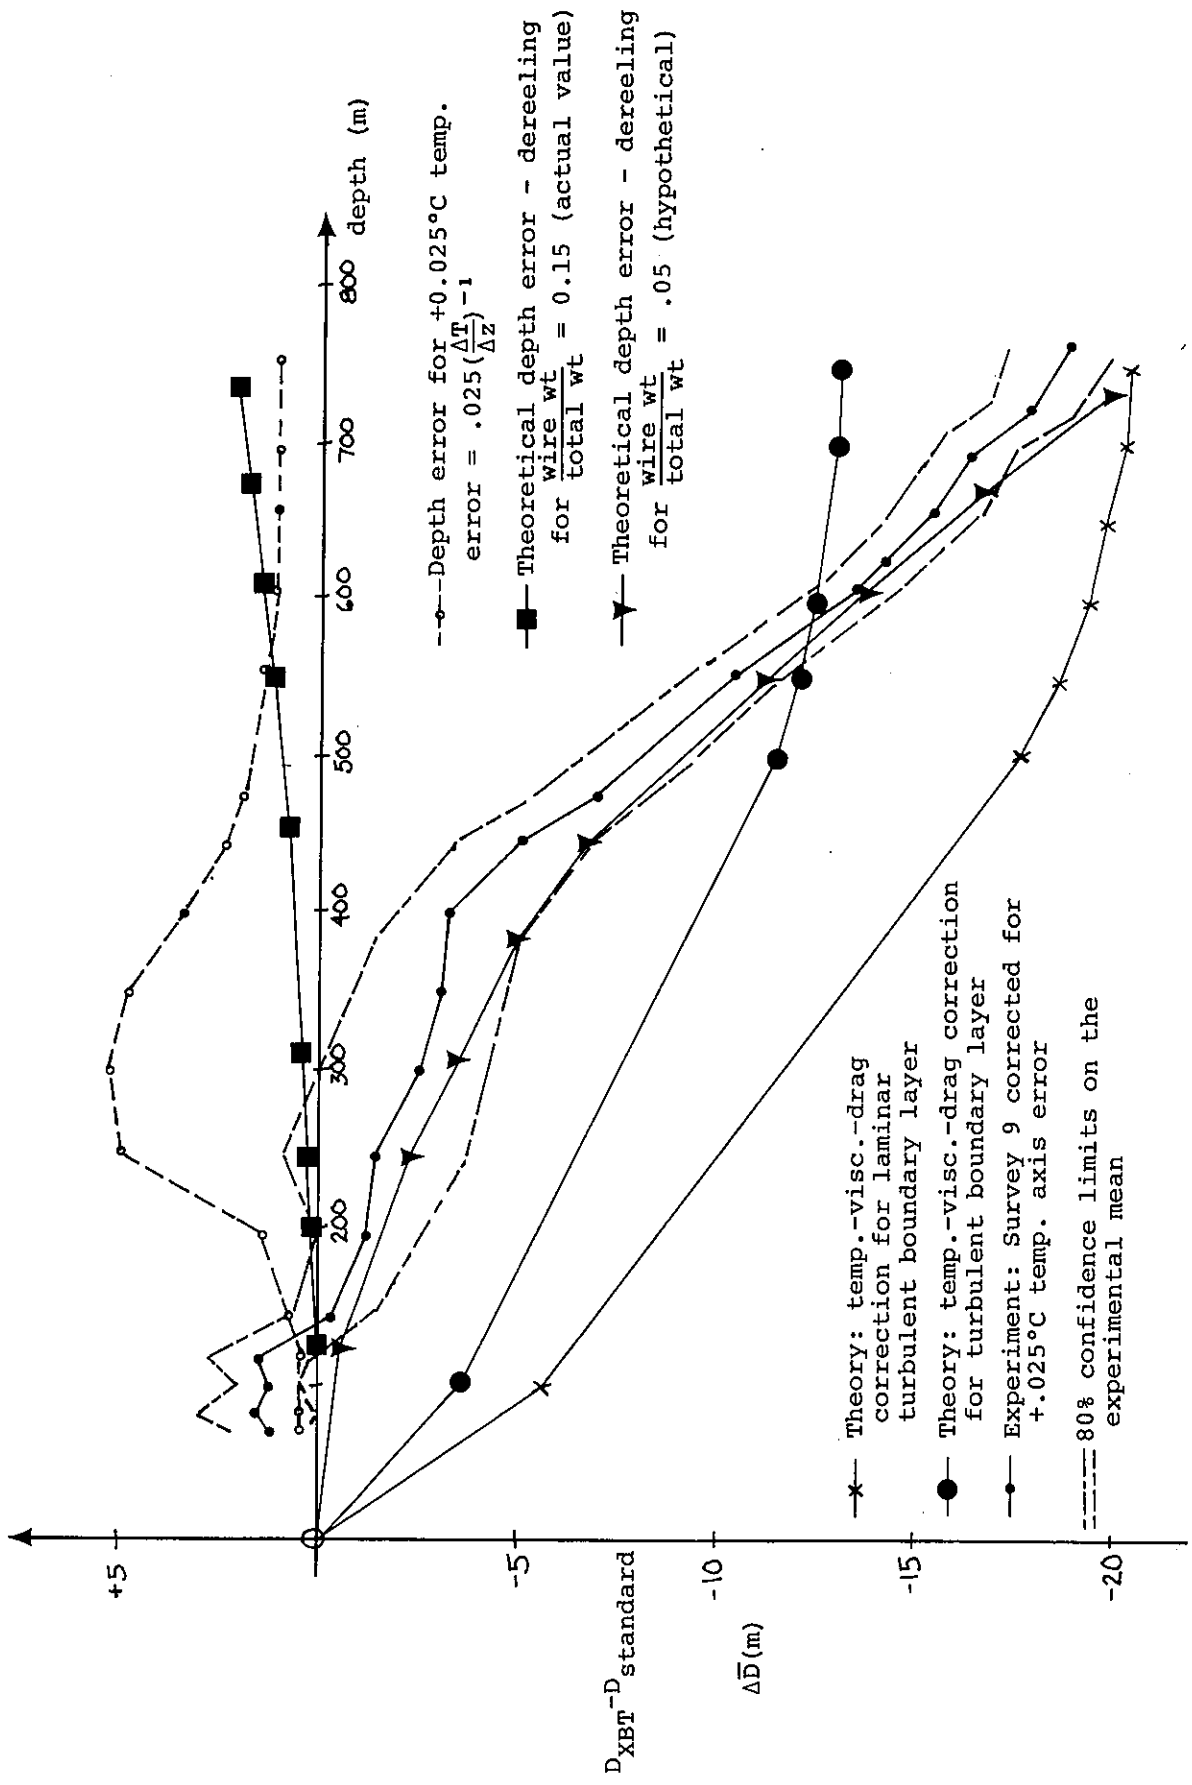 +5
-5
-10
-15
-20
D_XBT-D_standard
ΔD̄(m)
200
300
400
500
600
700
800
depth (m)
--o--Depth error for +0.025°C temp.
error = .025(ΔT/ΔZ)^-1
Theoretical depth error - dereeling
for wire wt/total wt = 0.15 (actual value)
Theoretical depth error - dereeling
for wire wt/total wt = .05 (hypothetical)
Theory: temp.-visc.-drag
correction for laminar
turbulent boundary layer
Theory: temp.-visc.-drag correction
for turbulent boundary layer
Experiment: Survey 9 corrected for
+.025°C temp. axis error
80% confidence limits on the
experimental mean